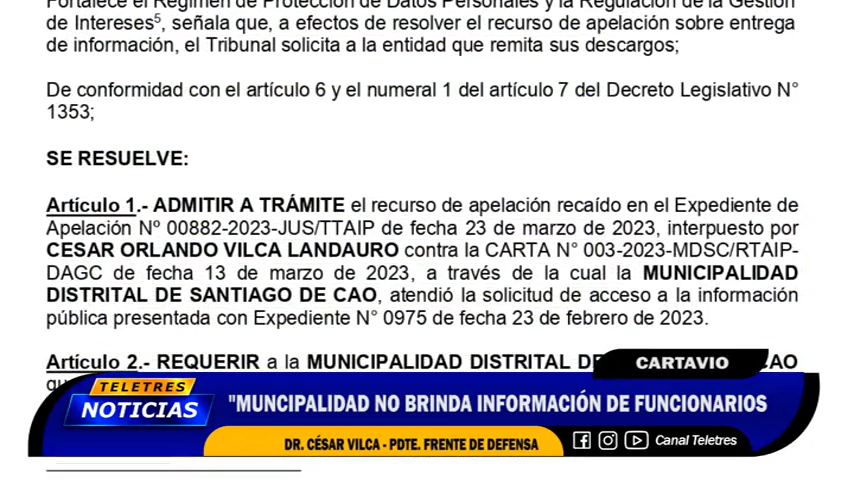 Fortalece el Régimen de Protección de Datos Personales y la Regulación de la Gestión
de Intereses⁵, señala que, a efectos de resolver el recurso de apelación sobre entrega
de información, el Tribunal solicita a la entidad que remita sus descargos;
De conformidad con el artículo 6 y el numeral 1 del artículo 7 del Decreto Legislativo N°
1353;
SE RESUELVE:
Artículo 1.- ADMITIR A TRÁMITE el recurso de apelación recaído en el Expediente de
Apelación Nº 00882-2023-JUS/TTAIP de fecha 23 de marzo de 2023, interpuesto por
CESAR ORLANDO VILCA LANDAURO contra la CARTA N° 003-2023-MDSC/RTAIP-
DAGC de fecha 13 de marzo de 2023, a través de la cual la MUNICIPALIDAD
DISTRITAL DE SANTIAGO DE CAO, atendió la solicitud de acceso a la información
pública presentada con Expediente N° 0975 de fecha 23 de febrero de 2023.
Artículo 2.- REQUERIR a la MUNICIPALIDAD DISTRITAL DE CAO
CARTAVIO
TELETRES
NOTICIAS
"MUNCIPALIDAD NO BRINDA INFORMACIÓN DE FUNCIONARIOS
DR. CÉSAR VILCA - PDTE. FRENTE DE DEFENSA
Canal Teletres